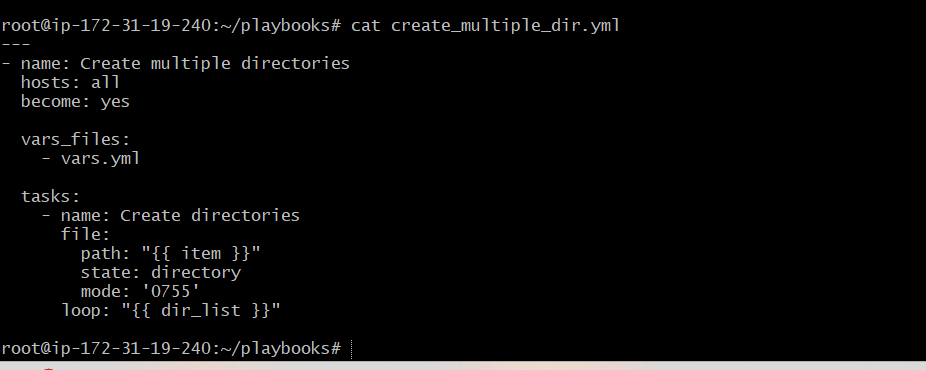 root@ip-172-31-19-240:~/playbooks# cat create_multiple_dir.yml
---
- name: Create multiple directories
  hosts: all
  become: yes

  vars_files:
    - vars.yml

  tasks:
    - name: Create directories
      file:
        path: "{{ item }}"
        state: directory
        mode: '0755'
      loop: "{{ dir_list }}"

root@ip-172-31-19-240:~/playbooks#